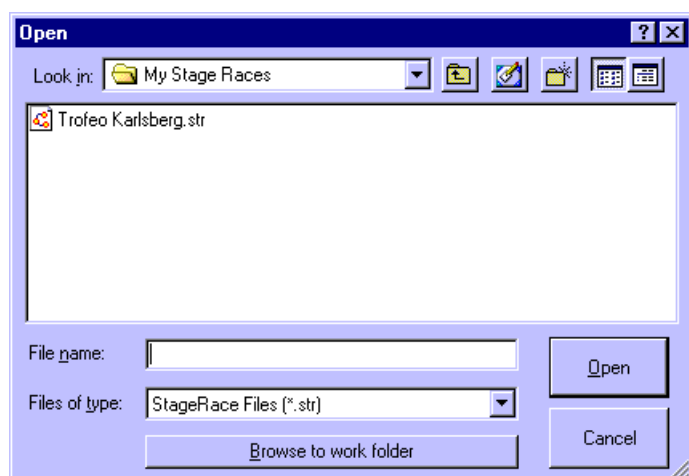 Open
Look in: My Stage Races
Trofeo Karlsberg.str
File name:
Open
Files of type: StageRace Files (*.str)
Cancel
Browse to work folder